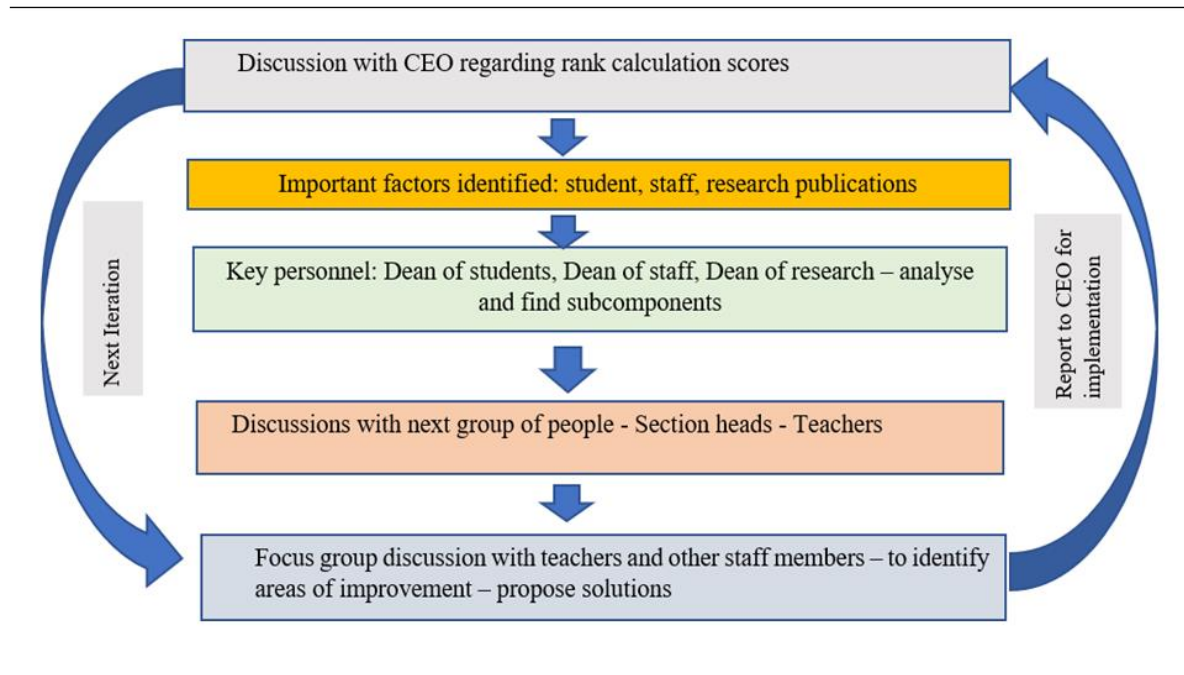 Discussion with CEO regarding rank calculation scores
Important factors identified: student, staff, research publications
Key personnel: Dean of students, Dean of staff, Dean of research – analyse
and find subcomponents
Next Iteration
Report to CEO for
implementation
Discussions with next group of people - Section heads - Teachers
Focus group discussion with teachers and other staff members – to identify
areas of improvement – propose solutions